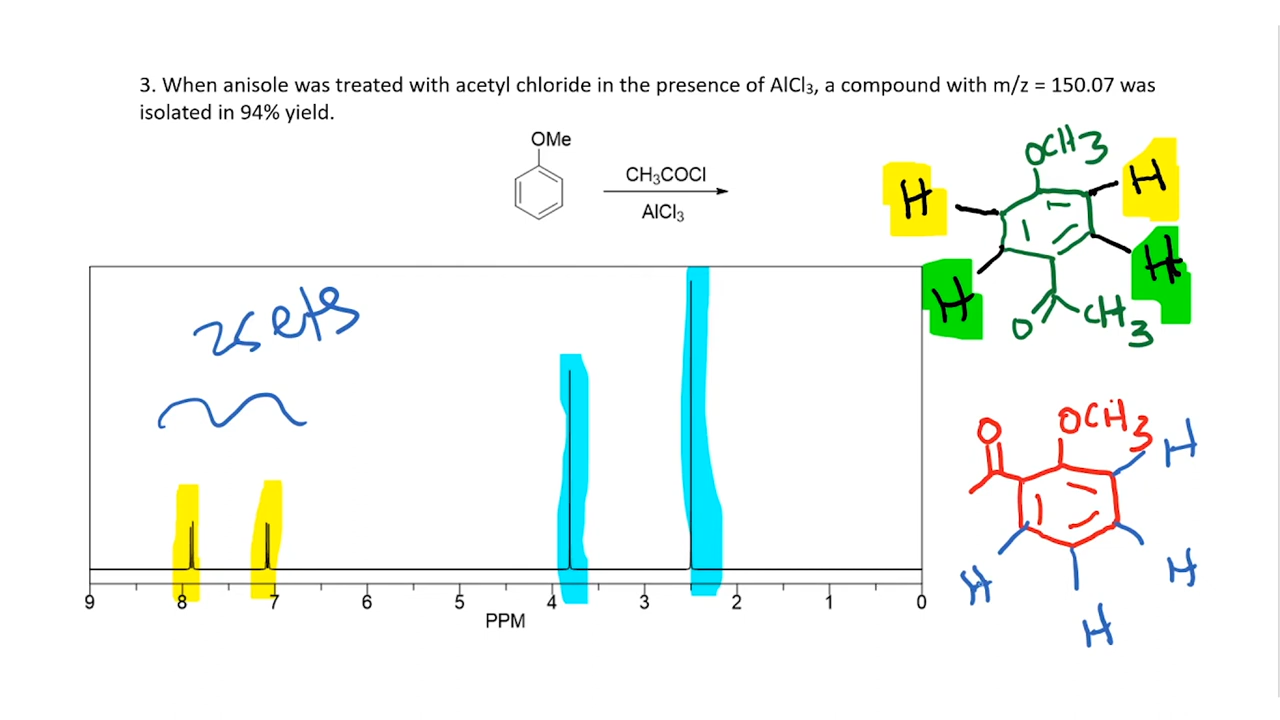 3. When anisole was treated with acetyl chloride in the presence of AlCl₃, a compound with m/z = 150.07 was
isolated in 94% yield.
OMe
CH₃COCl
AlCl₃
OCH3
H
H
H
H
O
CH3
2 sets
O
OCH3
H
H
H
H
9 8 7 6 5 4 3 2 1 0
PPM